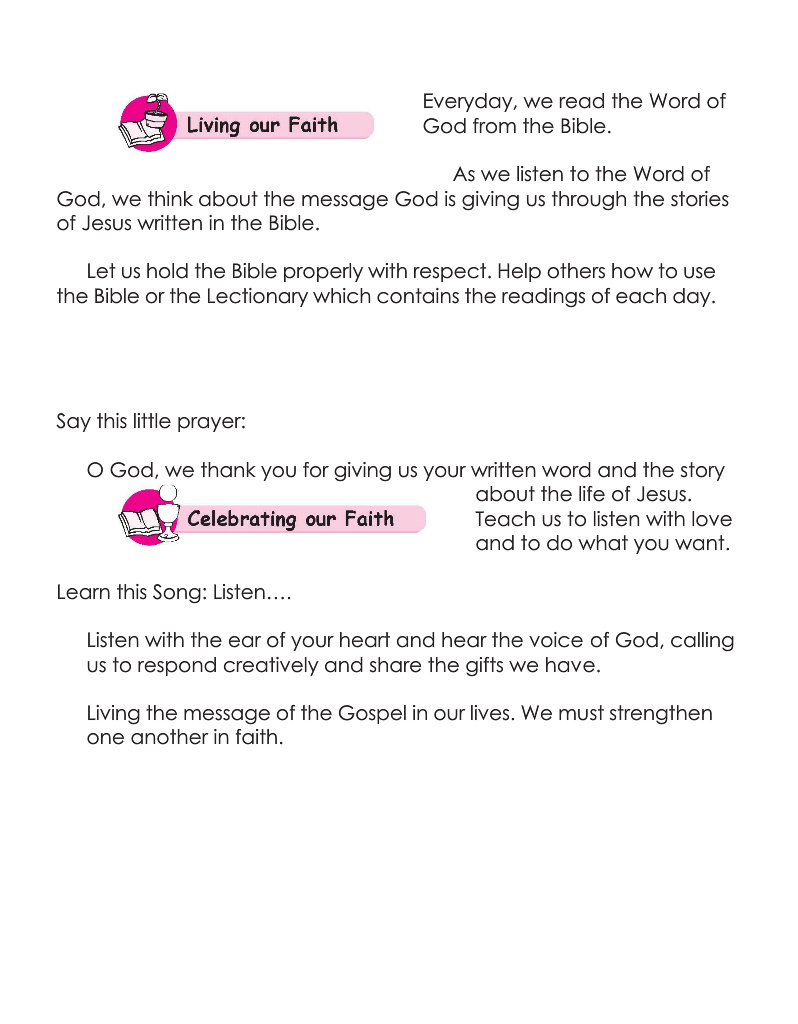 Living our Faith
Everyday, we read the Word of
God from the Bible.
As we listen to the Word of
God, we think about the message God is giving us through the stories
of Jesus written in the Bible.
Let us hold the Bible properly with respect. Help others how to use
the Bible or the Lectionary which contains the readings of each day.
Say this little prayer:
O God, we thank you for giving us your written word and the story
about the life of Jesus.
Celebrating our Faith
Teach us to listen with love
and to do what you want.
Learn this Song: Listen….
Listen with the ear of your heart and hear the voice of God, calling
us to respond creatively and share the gifts we have.
Living the message of the Gospel in our lives. We must strengthen
one another in faith.